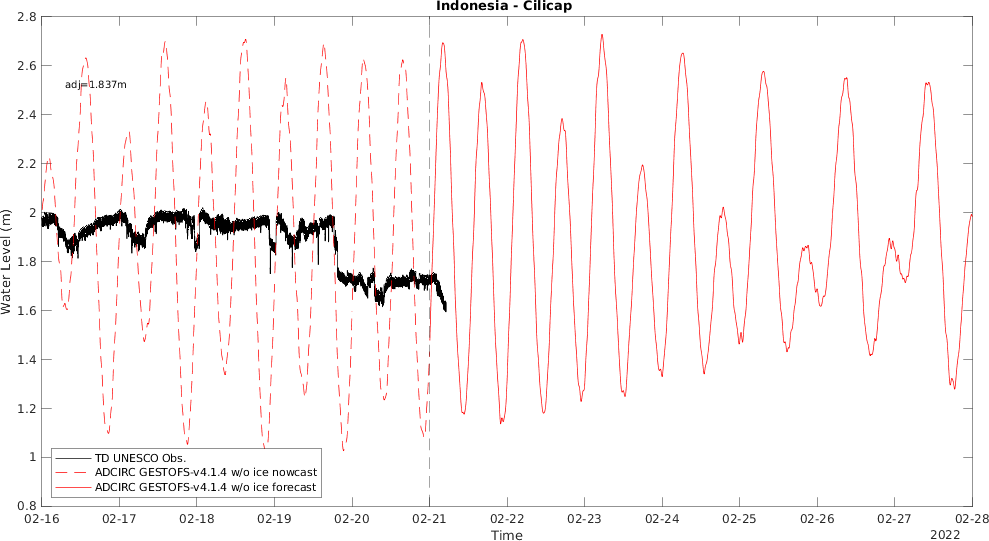 Indonesia - Cilicap
2.8
2.6
2.4
2.2
2
1.8
1.6
1.4
1.2
1
0.8
Water Level (m)
adj=1.837m
TD UNESCO Obs.
ADCIRC GESTOFS-v4.1.4 w/o ice nowcast
ADCIRC GESTOFS-v4.1.4 w/o ice forecast
02-16 02-17 02-18 02-19 02-20 02-21 02-22 02-23 02-24 02-25 02-26 02-27 02-28
Time
2022